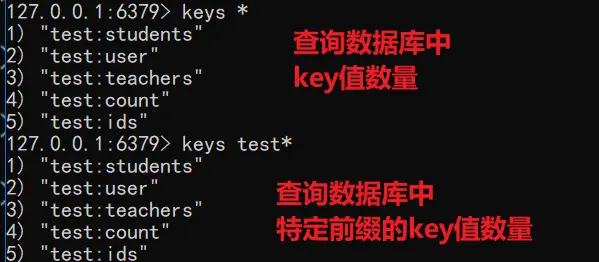 127.0.0.1:6379> keys *
1) "test:students"
2) "test:user"
3) "test:teachers"
4) "test:count"
5) "test:ids"
查询数据库中
key值数量
127.0.0.1:6379> keys test*
1) "test:students"
2) "test:user"
3) "test:teachers"
4) "test:count"
5) "test:ids"
查询数据库中
特定前缀的key值数量